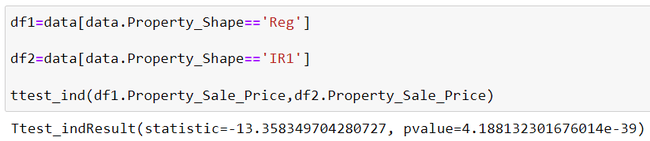 df1=data[data.Property_Shape=='Reg']
df2=data[data.Property_Shape=='IR1']
ttest_ind(df1.Property_Sale_Price,df2.Property_Sale_Price)
Ttest_indResult(statistic=-13.358349704280727, pvalue=4.188132301676014e-39)